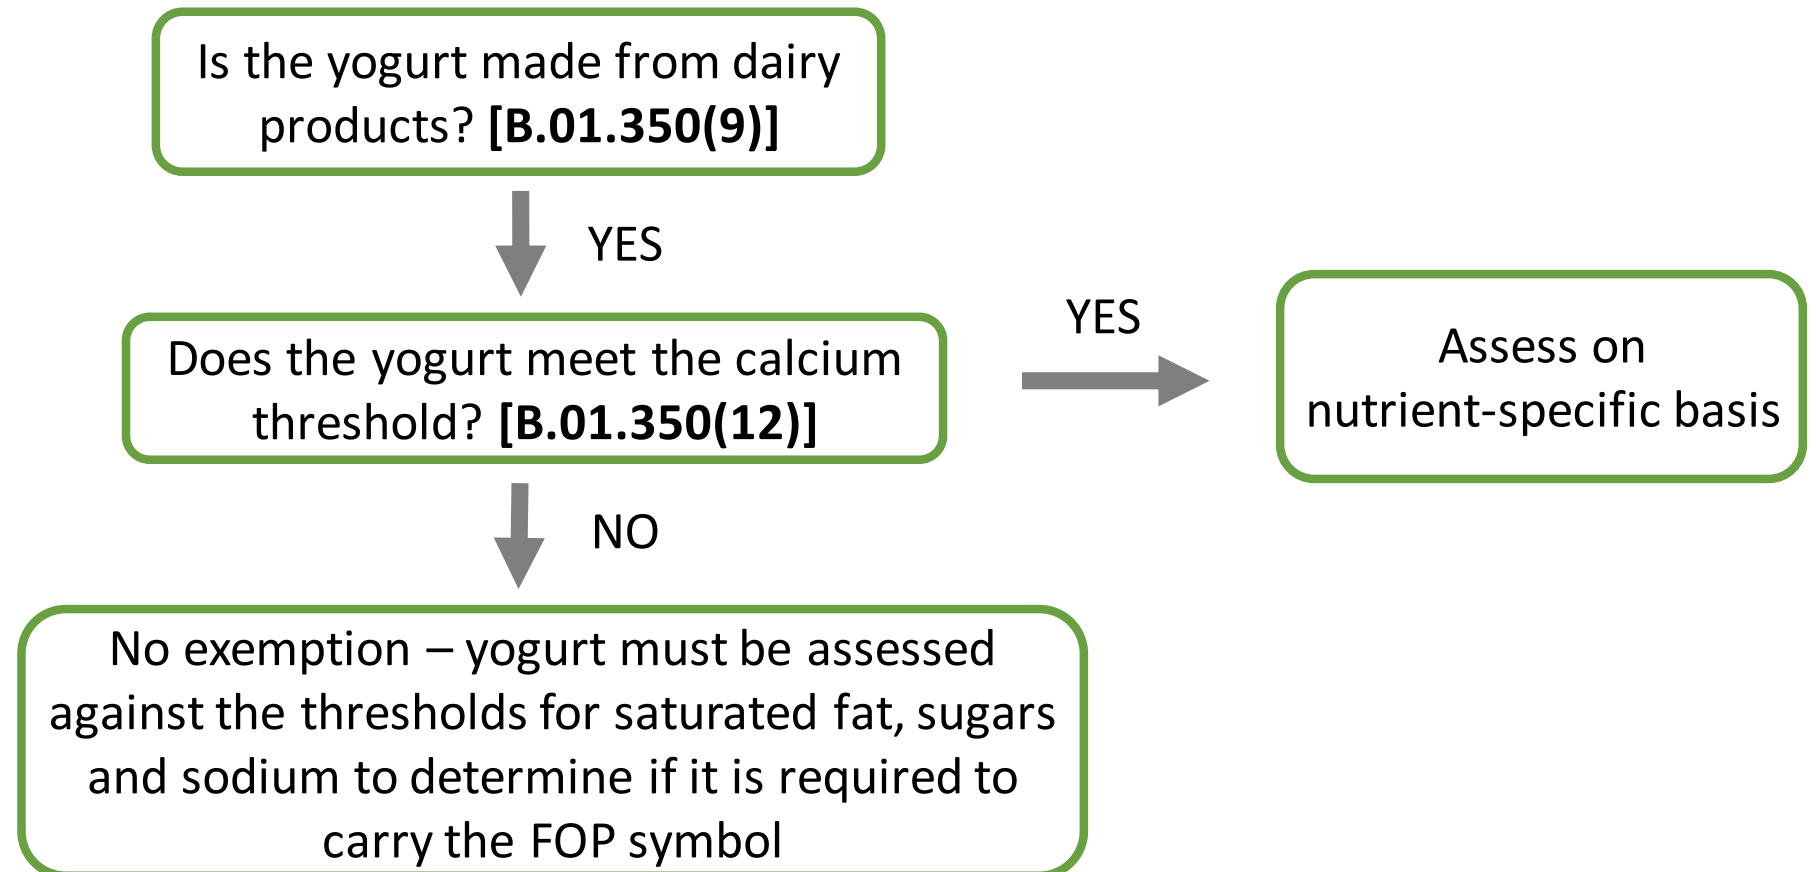 Is the yogurt made from dairy
products? [B.01.350(9)]
YES
Does the yogurt meet the calcium
threshold? [B.01.350(12)]
YES
Assess on
nutrient-specific basis
NO
No exemption – yogurt must be assessed
against the thresholds for saturated fat, sugars
and sodium to determine if it is required to
carry the FOP symbol